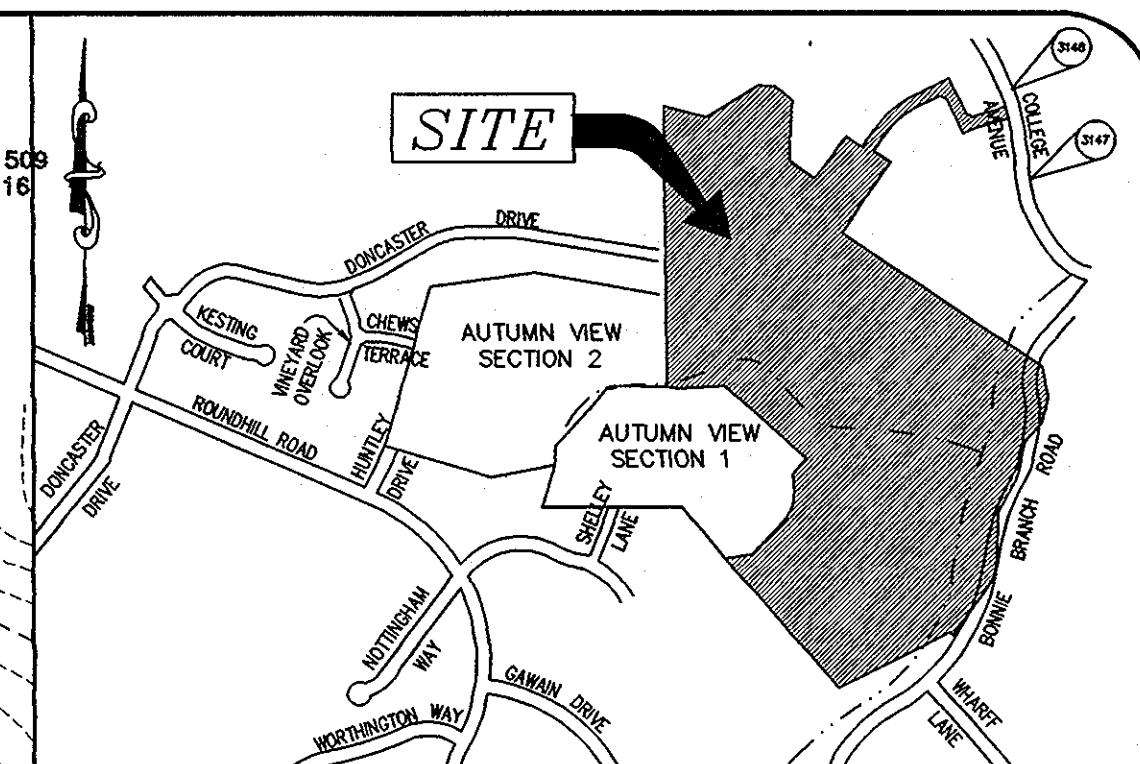 3148
COLLEGE
AVENUE
3147
SITE
509
16
DONCASTER DRIVE
KESTING
COURT
VINEYARD
OVERLOOK
CHEWS
TERRACE
AUTUMN VIEW
SECTION 2
ROUNDHILL ROAD
HUNTLEY
DRIVE
AUTUMN VIEW
SECTION 1
DONCASTER
DRIVE
SHELLEY
LANE
BONNIE BRANCH ROAD
NOTTINGHAM
WAY
GAWAIN DRIVE
WORTHINGTON WAY
WHARFF
LANE